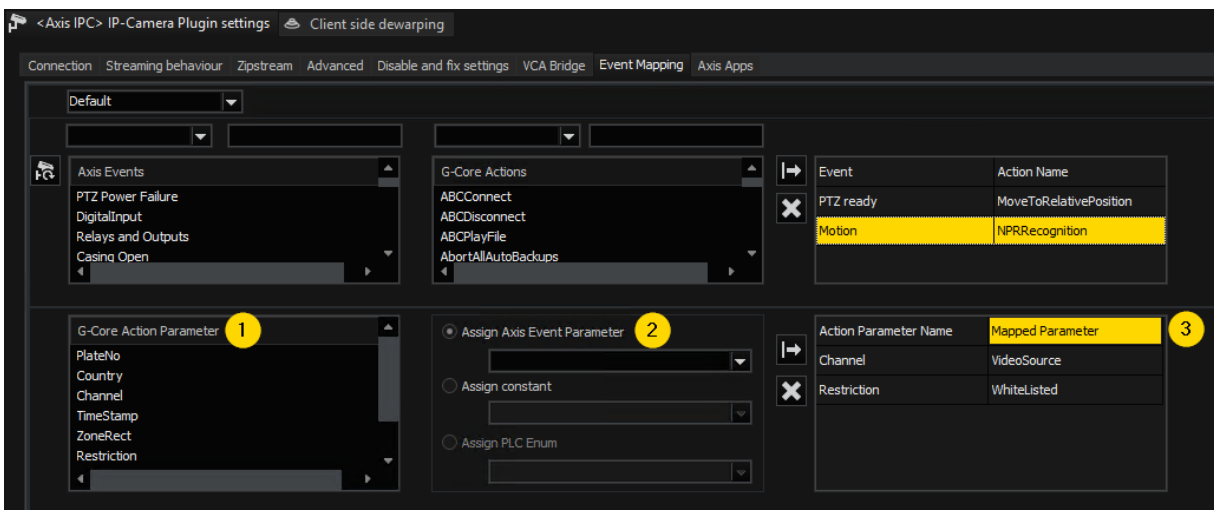 <Axis IPC> IP-Camera Plugin settings Client side dewarping
Connection Streaming behaviour Zipstream Advanced Disable and fix settings VCA Bridge Event Mapping Axis Apps
Default
Axis Events
PTZ Power Failure
DigitalInput
Relays and Outputs
Casing Open
G-Core Actions
ABCConnect
ABCDisconnect
ABCPlayFile
AbortAllAutoBackups
Event Action Name
PTZ ready MoveToRelativePosition
Motion NPRRecognition
G-Core Action Parameter 1
PlateNo
Country
Channel
TimeStamp
ZoneRect
Restriction
Assign Axis Event Parameter 2
Assign constant
Assign PLC Enum
Action Parameter Name Mapped Parameter 3
Channel VideoSource
Restriction WhiteListed